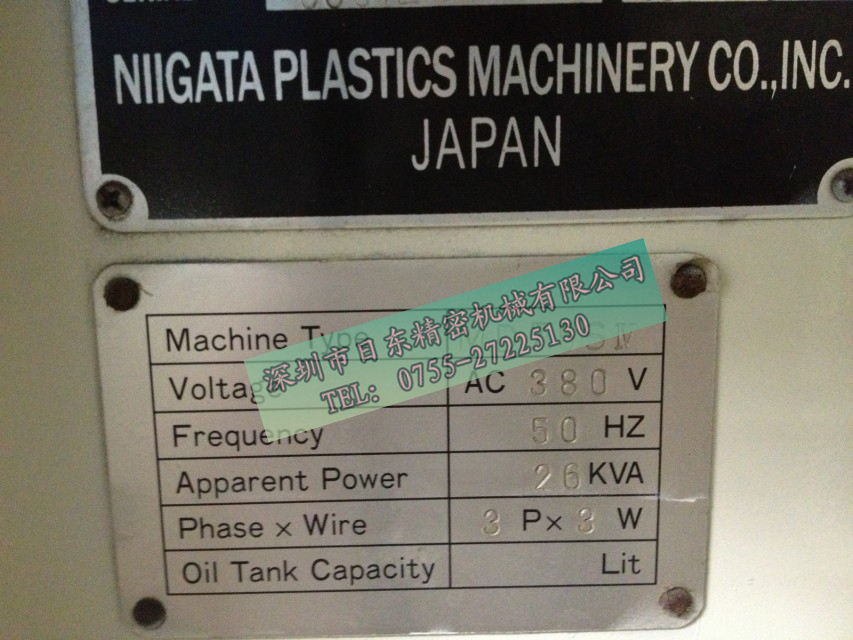 NIIGATA PLASTICS MACHINERY CO.,INC.
JAPAN
深圳市日东精密机械有限公司
TEL: 0755-27225130
Machine Type
Voltage AC 380 V
Frequency 50 HZ
Apparent Power 26 KVA
Phase × Wire 3 P× 3 W
Oil Tank Capacity Lit